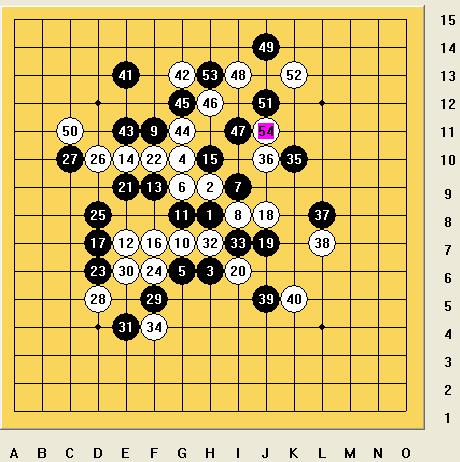 15
49 14
41 42 53 48 52 13
45 46 51 12
50 43 9 44 47 54 11
27 26 14 22 4 15 36 35 10
21 13 6 2 7 9
25 11 1 8 18 37 8
17 12 16 10 32 33 19 38 7
23 30 24 5 3 20 6
28 29 39 40 5
31 34 4
3
2
1
A B C D E F G H I J K L M N O